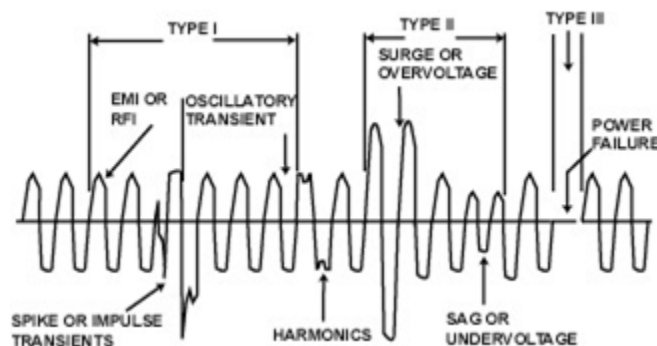 TYPE I
TYPE II
TYPE III
SURGE OR
OVERVOLTAGE
EMI OR
RFI
OSCILLATORY
TRANSIENT
POWER
FAILURE
SPIKE OR IMPULSE
TRANSIENTS
HARMONICS
SAG OR
UNDERVOLTAGE